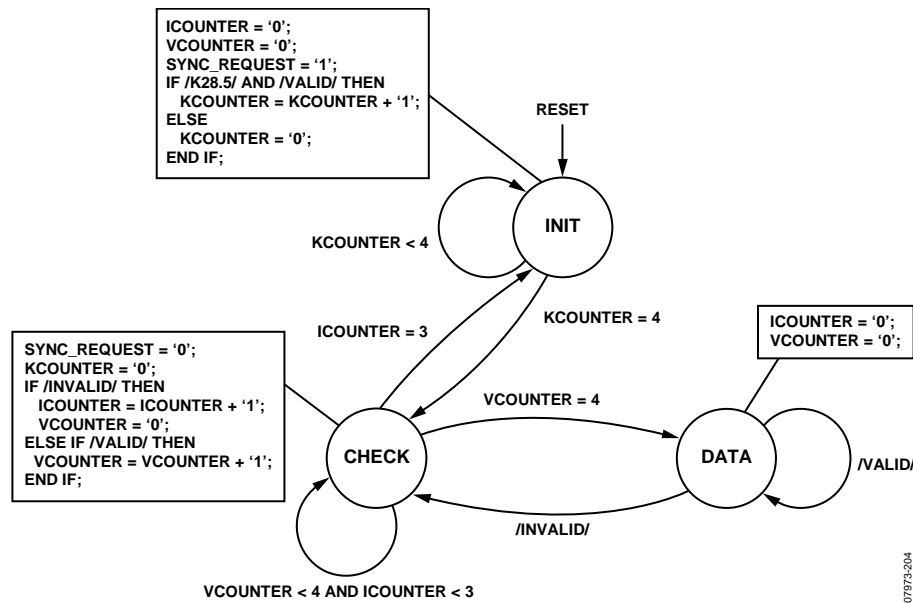 ICOUNTER = ‘0’;
VCOUNTER = ‘0’;
SYNC_REQUEST = ‘1’;
IF /K28.5/ AND /VALID/ THEN
KCOUNTER = KCOUNTER + ‘1’;
ELSE
KCOUNTER = ‘0’;
END IF;
RESET
INIT
KCOUNTER < 4
ICOUNTER = 3
KCOUNTER = 4
ICOUNTER = ‘0’;
VCOUNTER = ‘0’;
SYNC_REQUEST = ‘0’;
KCOUNTER = ‘0’;
IF /INVALID/ THEN
ICOUNTER = ICOUNTER + ‘1’;
VCOUNTER = ‘0’;
ELSE IF /VALID/ THEN
VCOUNTER = VCOUNTER + ‘1’;
END IF;
VCOUNTER = 4
CHECK
DATA
/VALID/
/INVALID/
VCOUNTER < 4 AND ICOUNTER < 3
07973-204